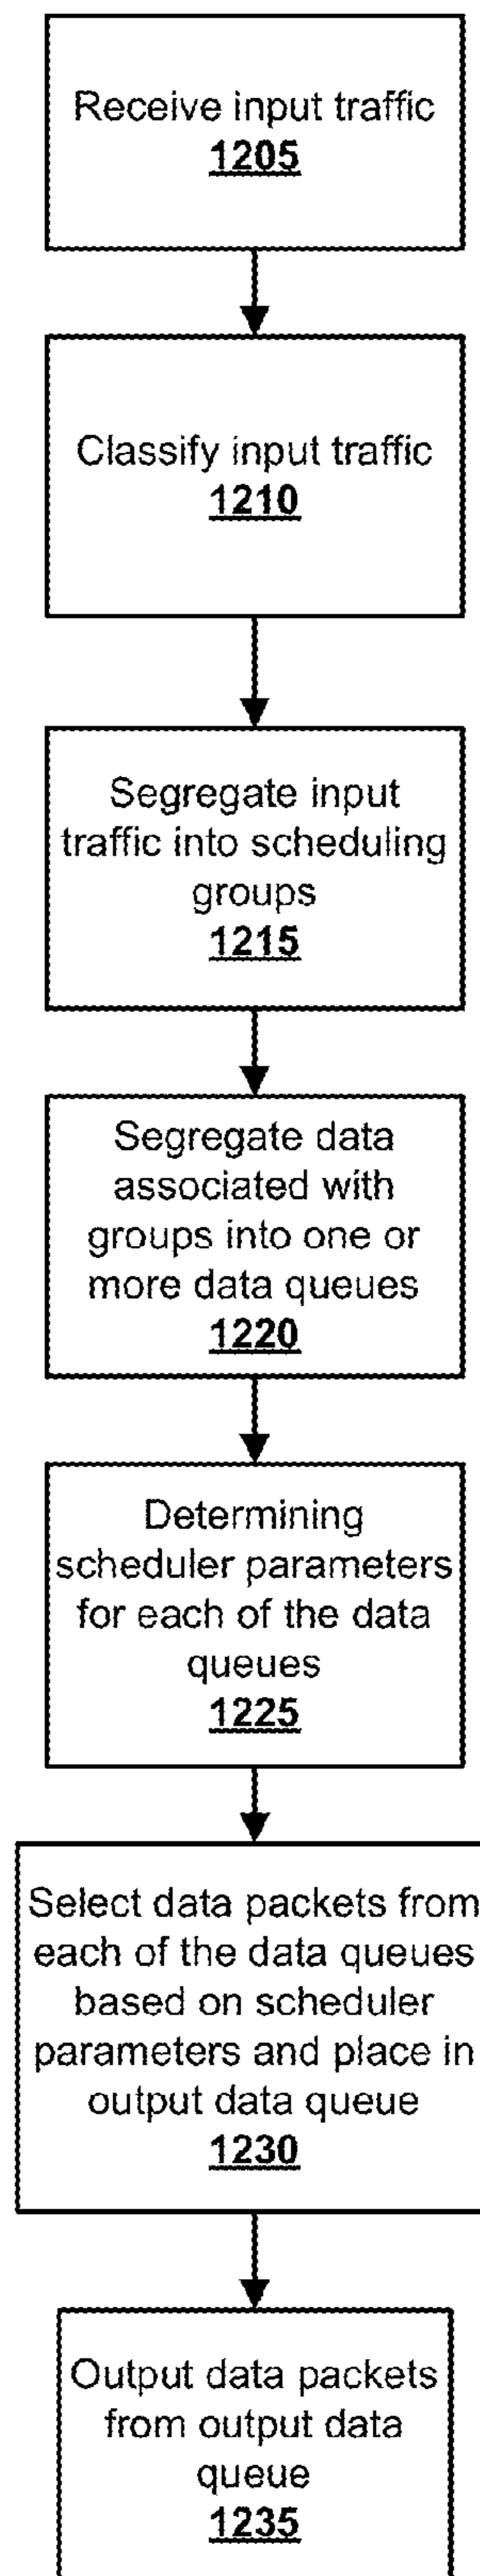 Receive input traffic
1205
Classify input traffic
1210
Segregate input
traffic into scheduling
groups
1215
Segregate data
associated with
groups into one or
more data queues
1220
Determining
scheduler parameters
for each of the data
queues
1225
Select data packets from
each of the data queues
based on scheduler
parameters and place in
output data queue
1230
Output data packets
from output data
queue
1235